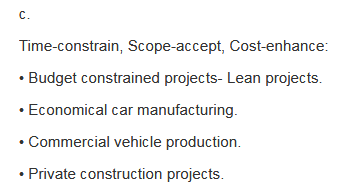 c.
Time-constrain, Scope-accept, Cost-enhance:
• Budget constrained projects- Lean projects.
• Economical car manufacturing.
• Commercial vehicle production.
• Private construction projects.